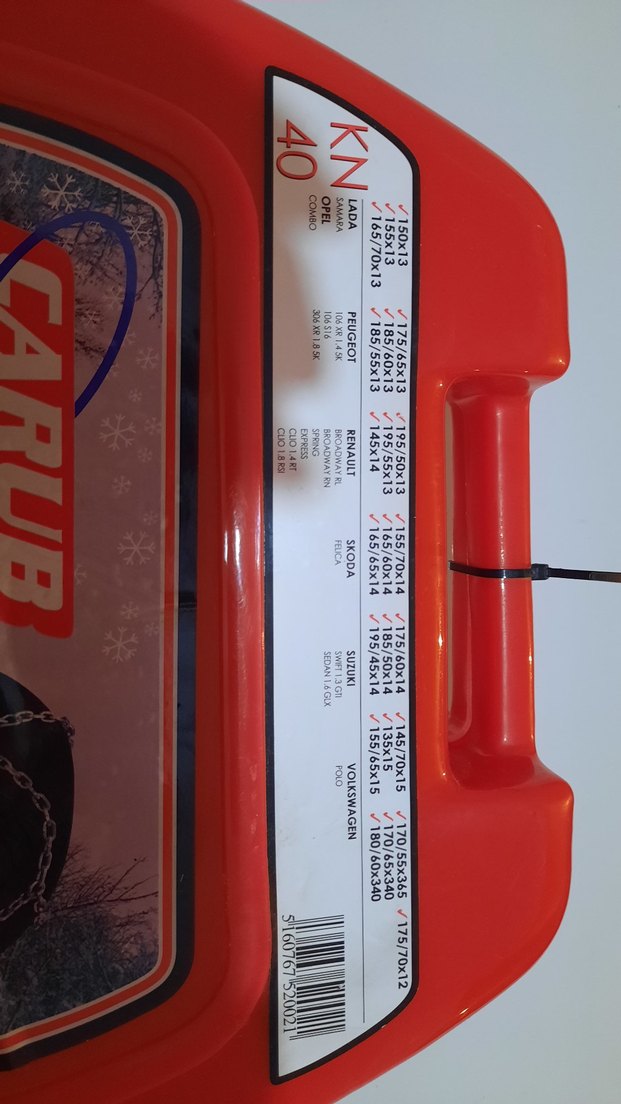 CARUB
KN
40
150x13
155x13
165/70x13
175/65x13
185/60x13
185/55x13
195/50x13
195/55x13
145x14
155/70x14
165/60x14
165/65x14
175/60x14
185/50x14
195/45x14
145/70x15
135x15
155/65x15
170/55x365
170/65x340
180/60x340
175/70x12
LADA
SAMARA
OPEL
COMBO
PEUGEOT
106 XR 1.4 SK
106 S16
306 XR 1.8 SK
RENAULT
BROADWAY RL
BROADWAY RN
SPRING
EXPRESS
CLIO 1.4 RT
CLIO 1.8 RSI
SKODA
FELICA
SUZUKI
SWIFT 1.3 GTI
SEDAN 1.6 GLX
VOLKSWAGEN
POLO
5 160767 520021